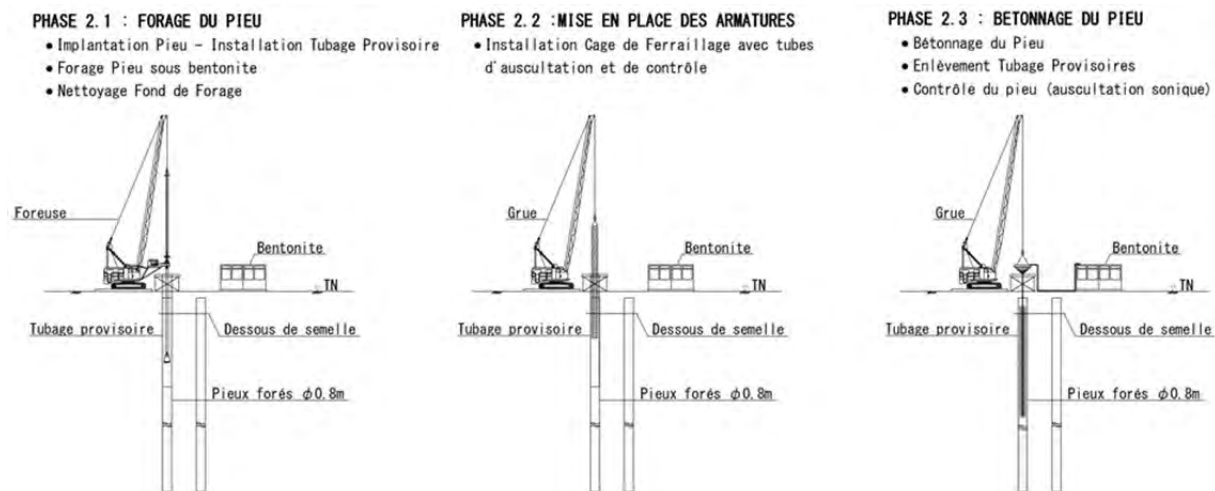 PHASE 2.1 : FORAGE DU PIEU
• Implantation Pieu - Installation Tubage Provisoire
• Forage Pieu sous bentonite
• Nettoyage Fond de Forage
Foreuse
Bentonite
TN
Tubage provisoire
Dessous de semelle
Pieux forés ϕ0.8m
PHASE 2.2 :MISE EN PLACE DES ARMATURES
• Installation Cage de Ferraillage avec tubes
d'auscultation et de contrôle
Grue
Bentonite
TN
Tubage provisoire
Dessous de semelle
Pieux forés ϕ0.8m
PHASE 2.3 : BETONNAGE DU PIEU
• Bétonnage du Pieu
• Enlèvement Tubage Provisoires
• Contrôle du pieu (auscultation sonique)
Grue
Bentonite
TN
Tubage provisoire
Dessous de semelle
Pieux forés ϕ0.8m